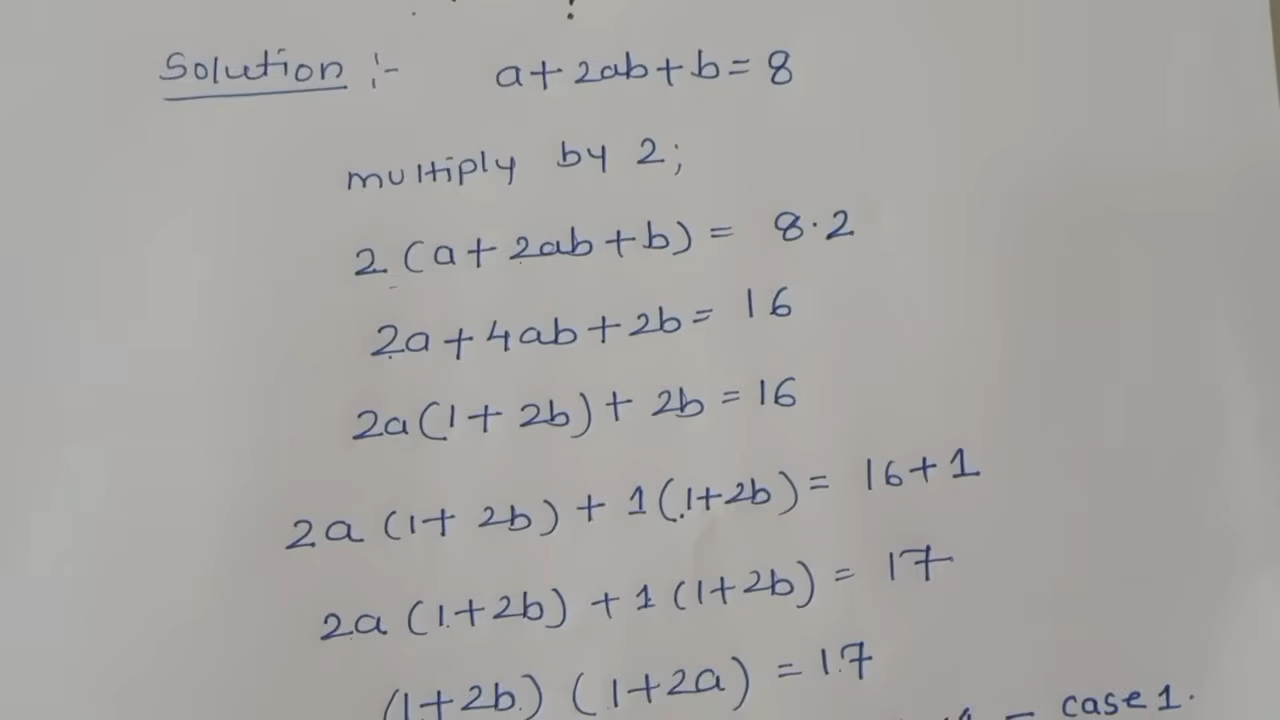 Solution :- a+2ab+b=8
multiply by 2;
2(a+2ab+b) = 8·2
2a+4ab+2b = 16
2a(1+2b)+2b=16
2a(1+2b)+1(1+2b)= 16+1
2a(1+2b)+1(1+2b) = 17
(1+2b)(1+2a) = 17
– case 1.